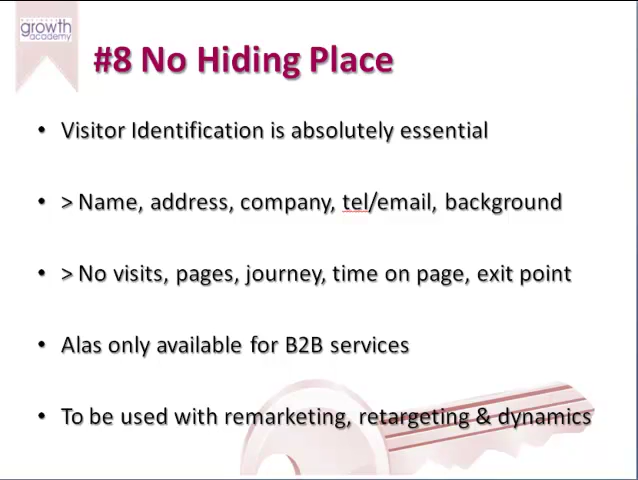 growth
academy
#8 No Hiding Place
• Visitor Identification is absolutely essential
• > Name, address, company, tel/email, background
• > No visits, pages, journey, time on page, exit point
• Alas only available for B2B services
• To be used with remarketing, retargeting & dynamics